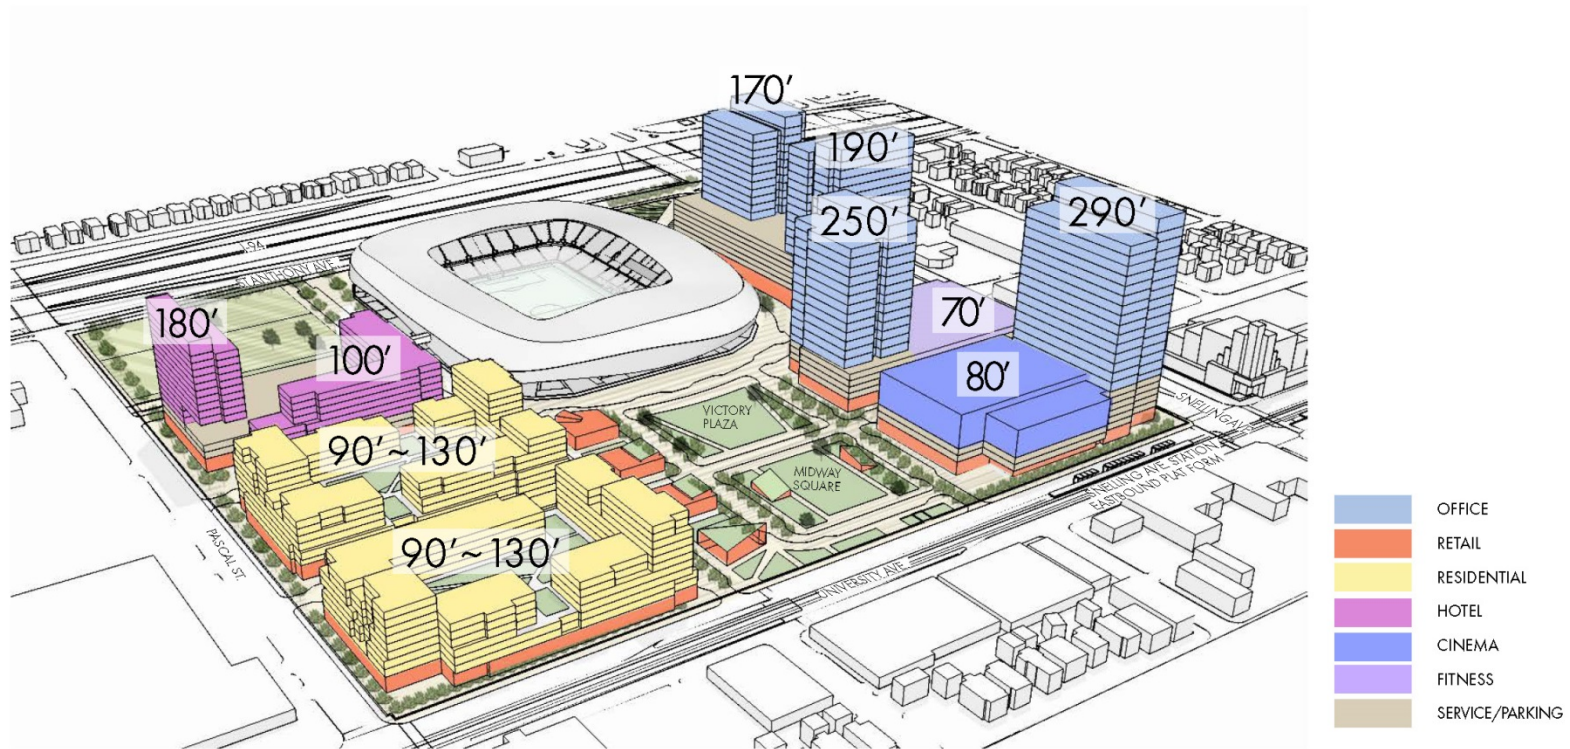 170’
190’
250’
290’
I-94
ST.ANTHONY AVE.
180’
100’
70’
80’
VICTORY
PLAZA
SNELLING AVE
90’~130’
MIDWAY
SQUARE
SNELLING AVE STATION
EASTBOUND PLAT FORM
PASCAL ST.
90’~130’
UNIVERSITY AVE.
OFFICE
RETAIL
RESIDENTIAL
HOTEL
CINEMA
FITNESS
SERVICE/PARKING